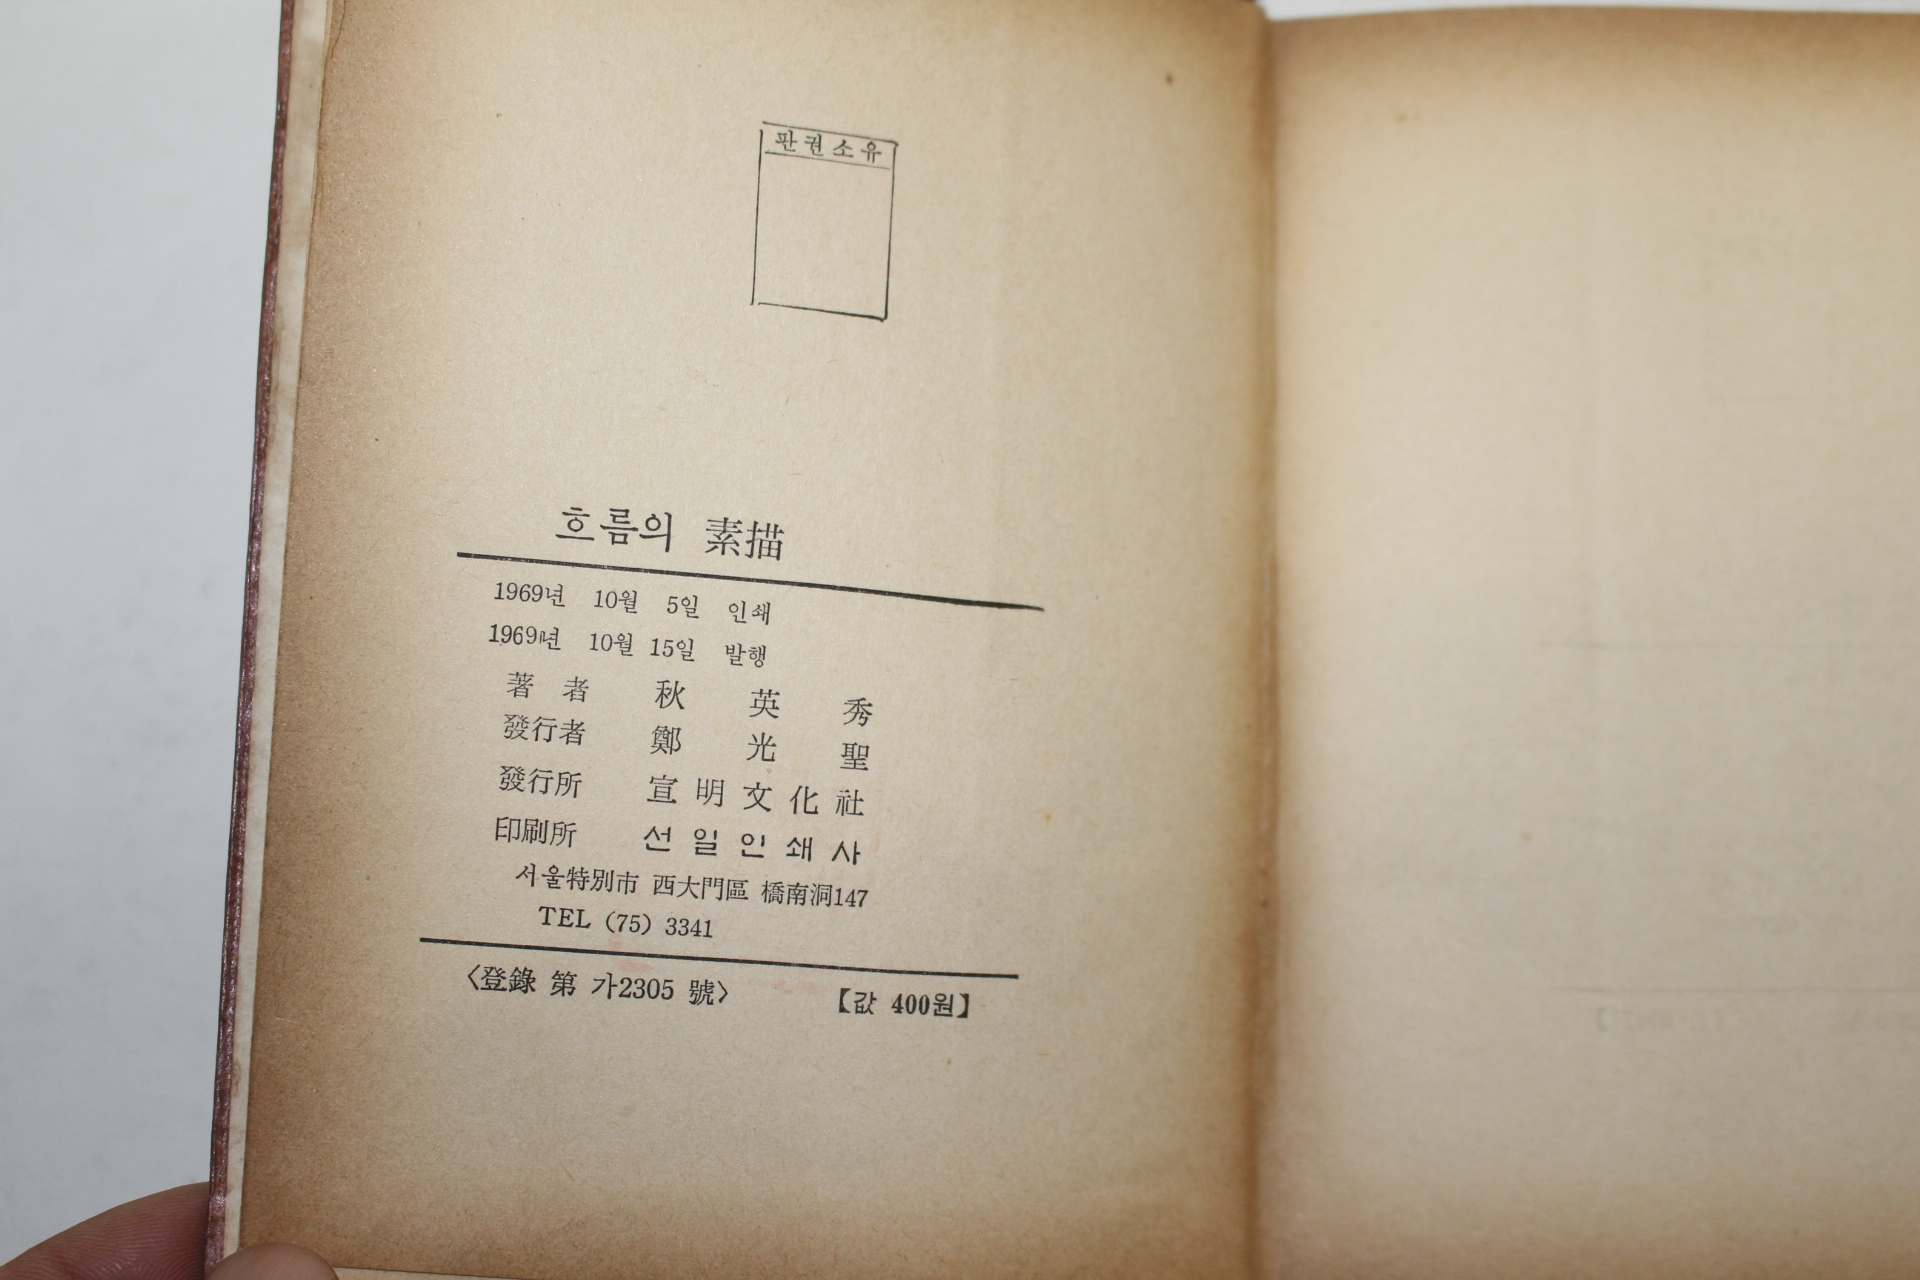 판권소유
흐름의 素描
1969년 10월 5일 인쇄
1969년 10월 15일 발행
著者 秋英秀
發行者 鄭光聖
發行所 宣明文化社
印刷所 선일인쇄사
서울特別市 西大門區 橋南洞147
TEL (75) 3341
〈登錄 第 가2305 號〉 【값 400원】